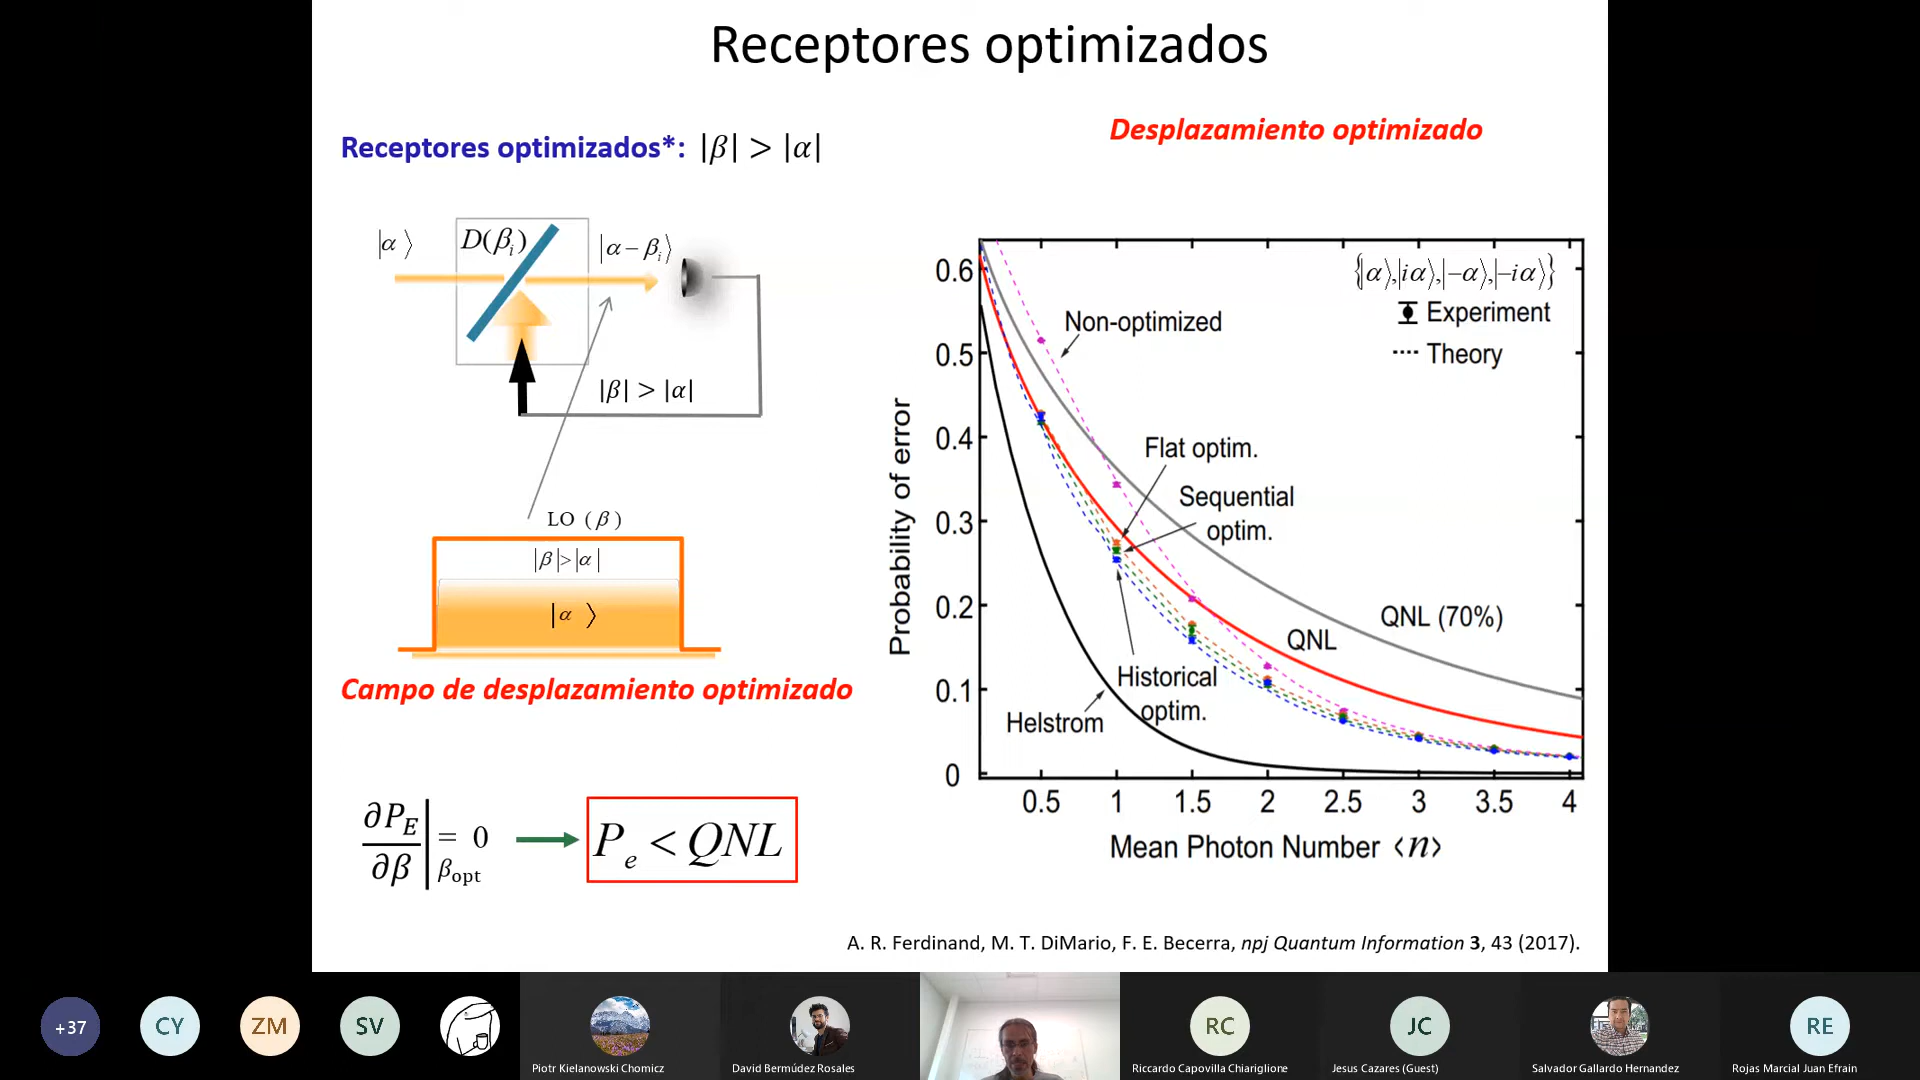 Receptores optimizados
Receptores optimizados*: |β| > |α|
Desplazamiento optimizado
|α⟩
D(βᵢ)
|α − βᵢ⟩
|β| > |α|
LO (β)
|β|>|α|
|α ⟩
Campo de desplazamiento optimizado
∂P_E/∂β |β_opt = 0
P_e < QNL
{|α⟩,|iα⟩,|−α⟩,|−iα⟩}
Experiment
Theory
Non-optimized
Flat optim.
Sequential
optim.
QNL (70%)
QNL
Historical
optim.
Helstrom
Probability of error
0.6
0.5
0.4
0.3
0.2
0.1
0
0.5 1 1.5 2 2.5 3 3.5 4
Mean Photon Number <n>
A. R. Ferdinand, M. T. DiMario, F. E. Becerra, npj Quantum Information 3, 43 (2017).
+37
CY
ZM
SV
RC
JC
RE
Piotr Kielanowski Chomicz
David Bermúdez Rosales
Riccardo Capovilla Chiariglione
Jesus Cazares (Guest)
Salvador Gallardo Hernandez
Rojas Marcial Juan Efrain